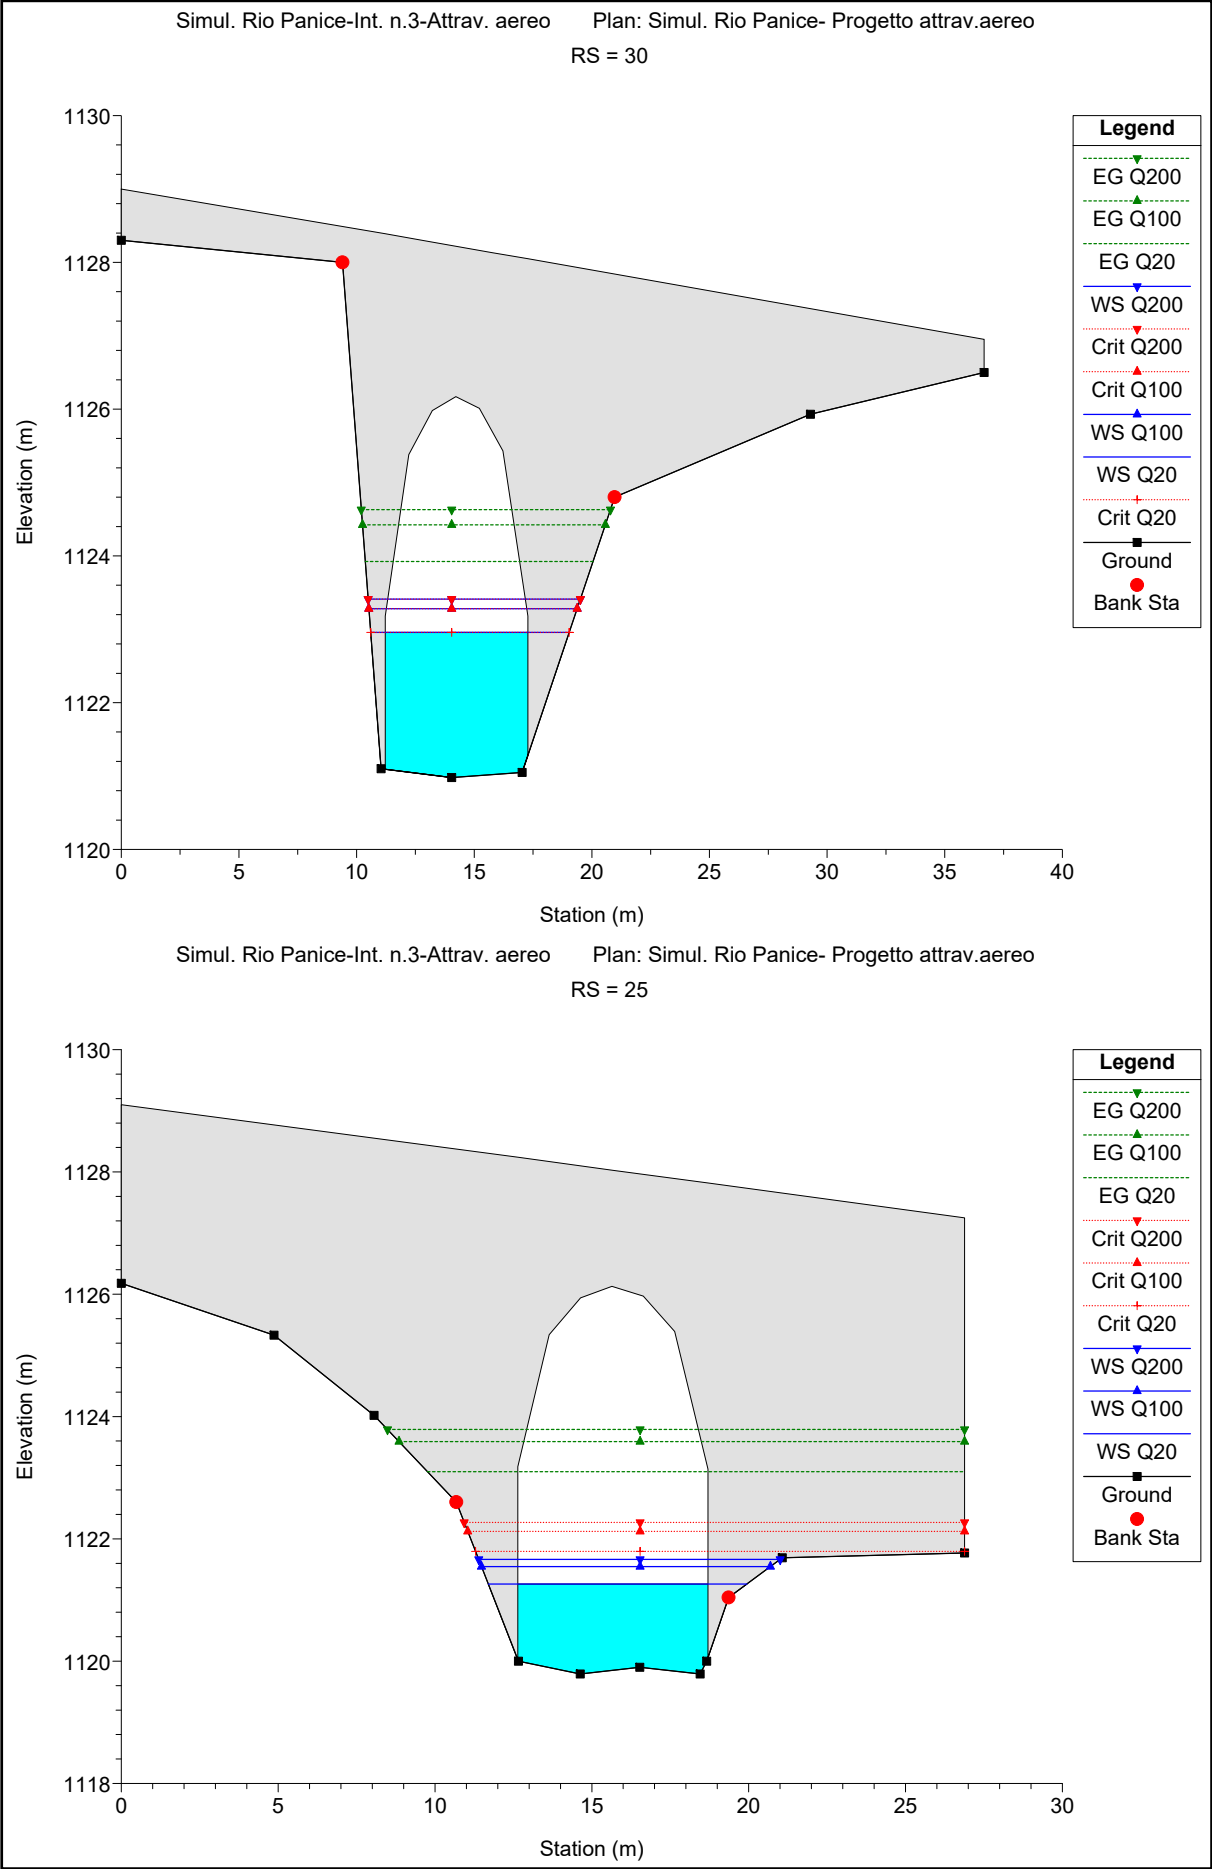 Simul. Rio Panice-Int. n.3-Attrav. aereo Plan: Simul. Rio Panice- Progetto attrav.aereo
RS = 30
1130
1128
1126
1124
1122
1120
Elevation (m)
0 5 10 15 20 25 30 35 40
Station (m)
Legend
EG Q200
EG Q100
EG Q20
WS Q200
Crit Q200
Crit Q100
WS Q100
WS Q20
Crit Q20
Ground
Bank Sta
Simul. Rio Panice-Int. n.3-Attrav. aereo Plan: Simul. Rio Panice- Progetto attrav.aereo
RS = 25
1130
1128
1126
1124
1122
1120
1118
Elevation (m)
0 5 10 15 20 25 30
Station (m)
Legend
EG Q200
EG Q100
EG Q20
Crit Q200
Crit Q100
Crit Q20
WS Q200
WS Q100
WS Q20
Ground
Bank Sta